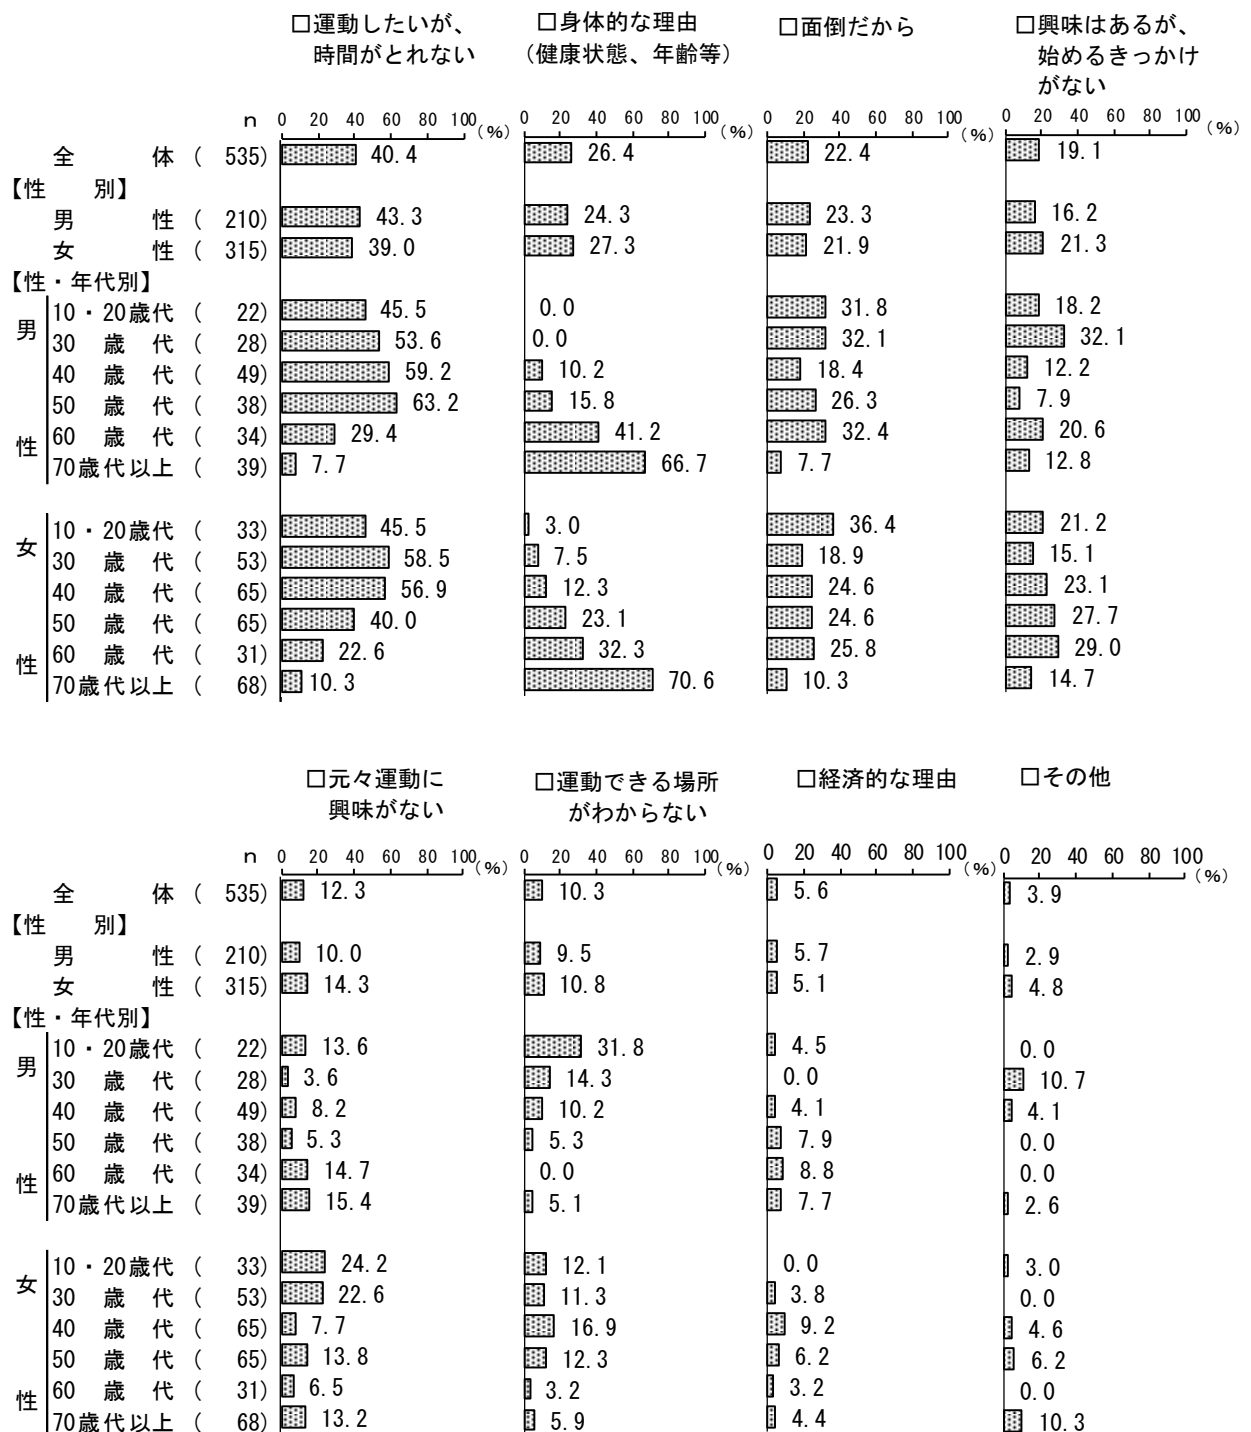 □運動したいが、
時間がとれない
□身体的な理由
（健康状態、年齢等）
□面倒だから
□興味はあるが、
始めるきっかけ
がない
n 0 20 40 60 80 100(%) 0 20 40 60 80 100(%) 0 20 40 60 80 100(%) 0 20 40 60 80 100(%)
全 体 ( 535) 40.4 26.4 22.4 19.1
【性 別】
男 性 ( 210) 43.3 24.3 23.3 16.2
女 性 ( 315) 39.0 27.3 21.9 21.3
【性・年代別】
男性
10・20歳代 ( 22) 45.5 0.0 31.8 18.2
30 歳 代 ( 28) 53.6 0.0 32.1 32.1
40 歳 代 ( 49) 59.2 10.2 18.4 12.2
50 歳 代 ( 38) 63.2 15.8 26.3 7.9
60 歳 代 ( 34) 29.4 41.2 32.4 20.6
70歳代以上 ( 39) 7.7 66.7 7.7 12.8
女性
10・20歳代 ( 33) 45.5 3.0 36.4 21.2
30 歳 代 ( 53) 58.5 7.5 18.9 15.1
40 歳 代 ( 65) 56.9 12.3 24.6 23.1
50 歳 代 ( 65) 40.0 23.1 24.6 27.7
60 歳 代 ( 31) 22.6 32.3 25.8 29.0
70歳代以上 ( 68) 10.3 70.6 10.3 14.7
□元々運動に
興味がない
□運動できる場所
がわからない
□経済的な理由
□その他
n 0 20 40 60 80 100(%) 0 20 40 60 80 100(%) 0 20 40 60 80 100(%) 0 20 40 60 80 100(%)
全 体 ( 535) 12.3 10.3 5.6 3.9
【性 別】
男 性 ( 210) 10.0 9.5 5.7 2.9
女 性 ( 315) 14.3 10.8 5.1 4.8
【性・年代別】
男性
10・20歳代 ( 22) 13.6 31.8 4.5 0.0
30 歳 代 ( 28) 3.6 14.3 0.0 10.7
40 歳 代 ( 49) 8.2 10.2 4.1 4.1
50 歳 代 ( 38) 5.3 5.3 7.9 0.0
60 歳 代 ( 34) 14.7 0.0 8.8 0.0
70歳代以上 ( 39) 15.4 5.1 7.7 2.6
女性
10・20歳代 ( 33) 24.2 12.1 0.0 3.0
30 歳 代 ( 53) 22.6 11.3 3.8 0.0
40 歳 代 ( 65) 7.7 16.9 9.2 4.6
50 歳 代 ( 65) 13.8 12.3 6.2 6.2
60 歳 代 ( 31) 6.5 3.2 3.2 0.0
70歳代以上 ( 68) 13.2 5.9 4.4 10.3